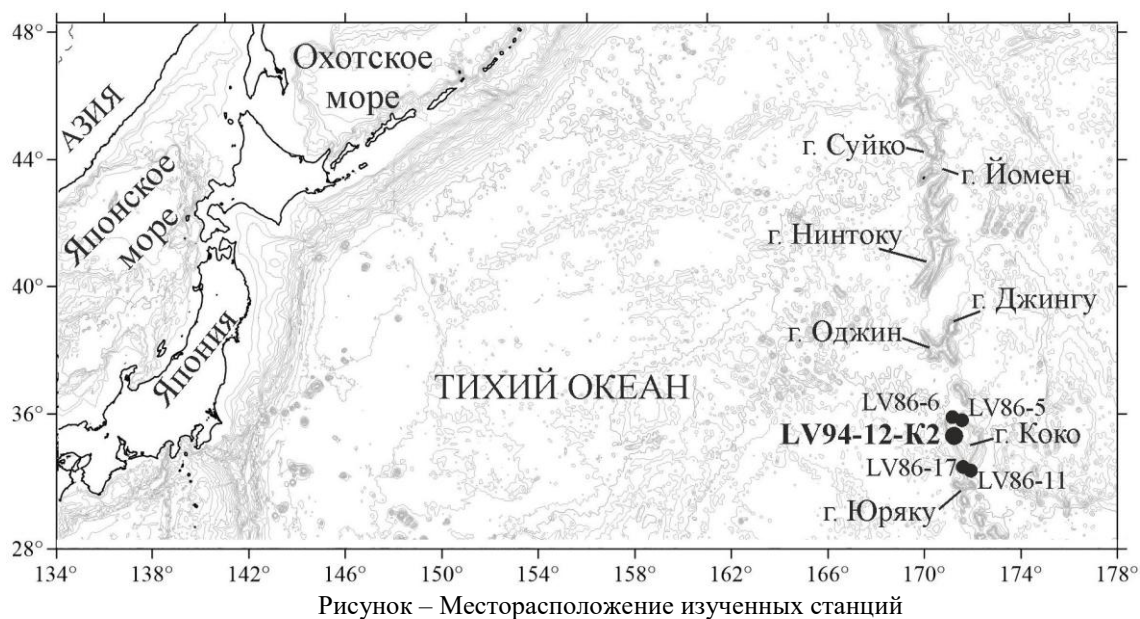 48°
Охотское
море
АЗИЯ
44°
г. Суйко
г. Йомен
Японское
море
г. Нинтоку
40°
г. Джингу
г. Оджин
Япония
ТИХИЙ ОКЕАН
36°
LV86-6
LV86-5
LV94-12-К2
г. Коко
LV86-17
LV86-11
г. Юряку
28°
134° 138° 142° 146° 150° 154° 158° 162° 166° 170° 174° 178°
Рисунок – Месторасположение изученных станций